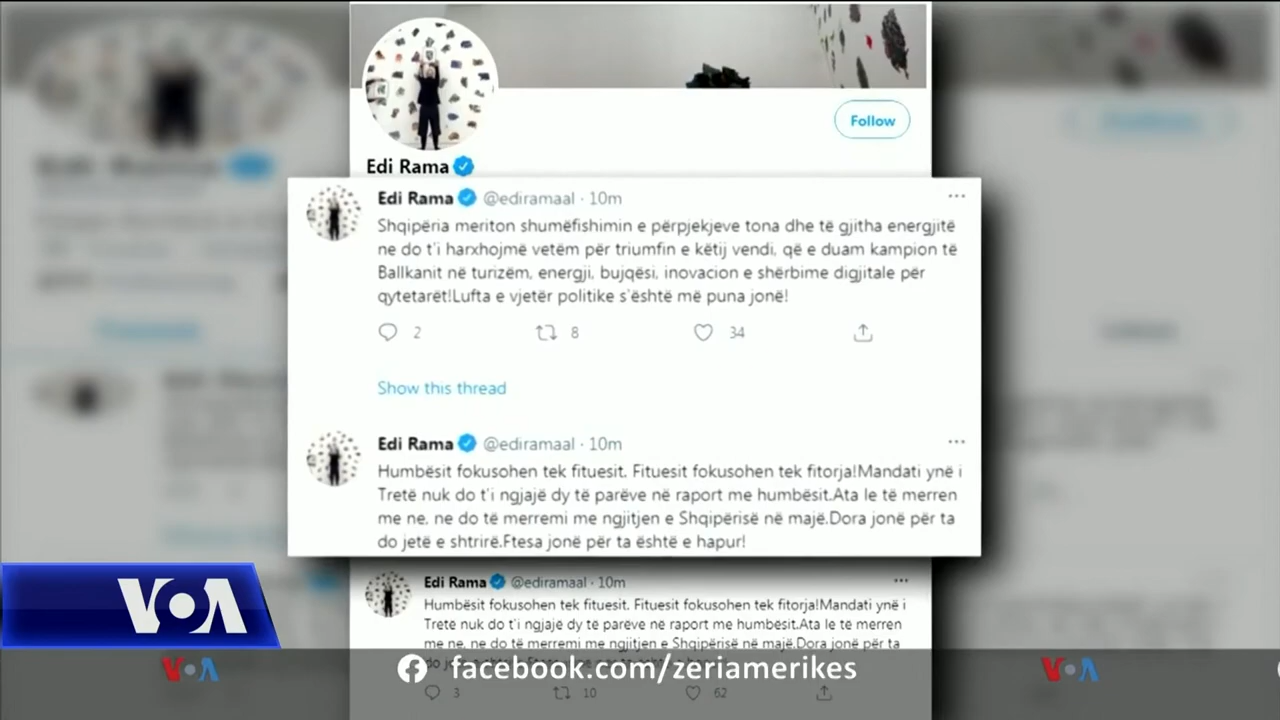 Follow
Edi Rama
Edi Rama @ediramaal · 10m
Shqipëria meriton shumëfishimin e përpjekjeve tona dhe të gjitha energjitë
ne do t'i harxhojmë vetëm për triumfin e këtij vendi, që e duam kampion të
Ballkanit në turizëm, energji, bujqësi, inovacion e shërbime digjitale për
qytetarët!Lufta e vjetër politike s'është më puna jonë!
2 8 34
Show this thread
Edi Rama @ediramaal · 10m
Humbësit fokusohen tek fituesit. Fituesit fokusohen tek fitorja!Mandati ynë i
Tretë nuk do t'i ngjajë dy të parëve në raport me humbësit.Ata le të merren
me ne, ne do të merremi me ngjitjen e Shqipërisë në majë.Dora jonë për ta
do jetë e shtrirë.Ftesa jonë për ta është e hapur!
Edi Rama @ediramaal · 10m
Humbësit fokusohen tek fituesit. Fituesit fokusohen tek fitorja!Mandati ynë i
Tretë nuk do t'i ngjajë dy të parëve në raport me humbësit.Ata le të merren
me ne, ne do të merremi me ngjitjen e Shqipërisë në majë.Dora jonë për ta
VOA
VOA facebook.com/zeriamerikes VOA
3 10 62